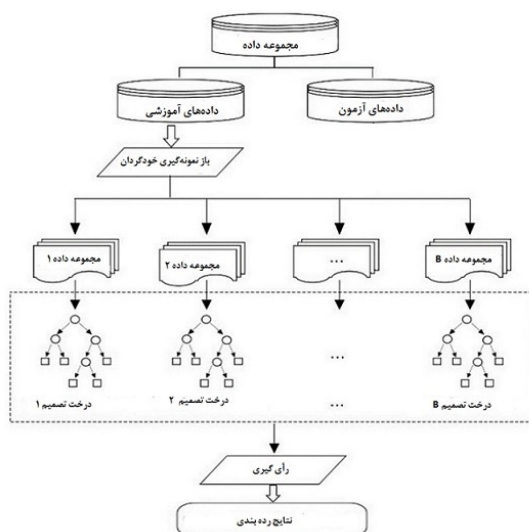 مجموعه داده
داده‌های آموزشی
داده‌های آزمون
باز نمونه‌گیری خودگردان
مجموعه داده ۱
مجموعه داده ۲
...
مجموعه داده B
...
درخت تصمیم ۱
درخت تصمیم ۲
...
درخت تصمیم B
رأی گیری
نتایج رده بندی